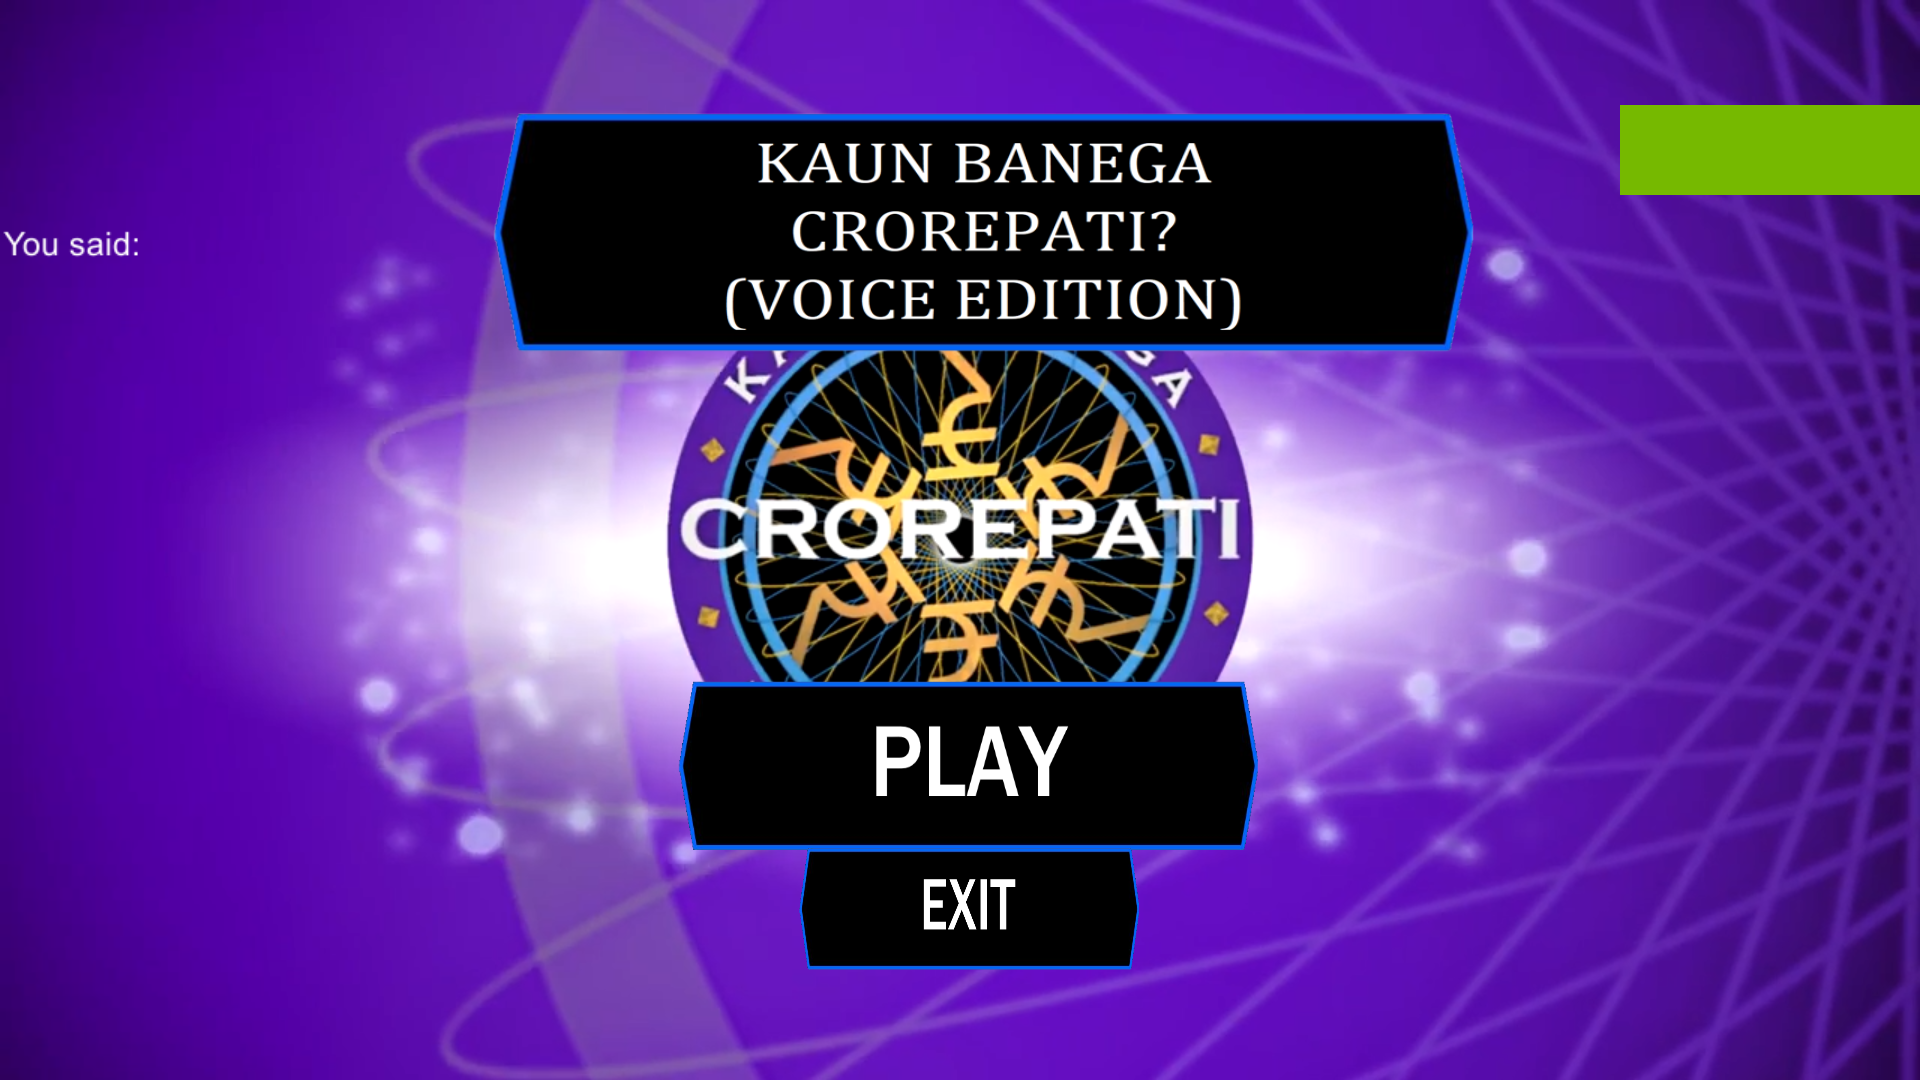 KAUN BANEGA
CROREPATI?
(VOICE EDITION)
You said:
CROREPATI
PLAY
EXIT